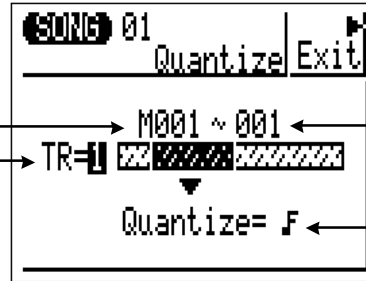 SONG 01
Quantize Exit
M001 ~ 001
TR=1
Quantize= ♪